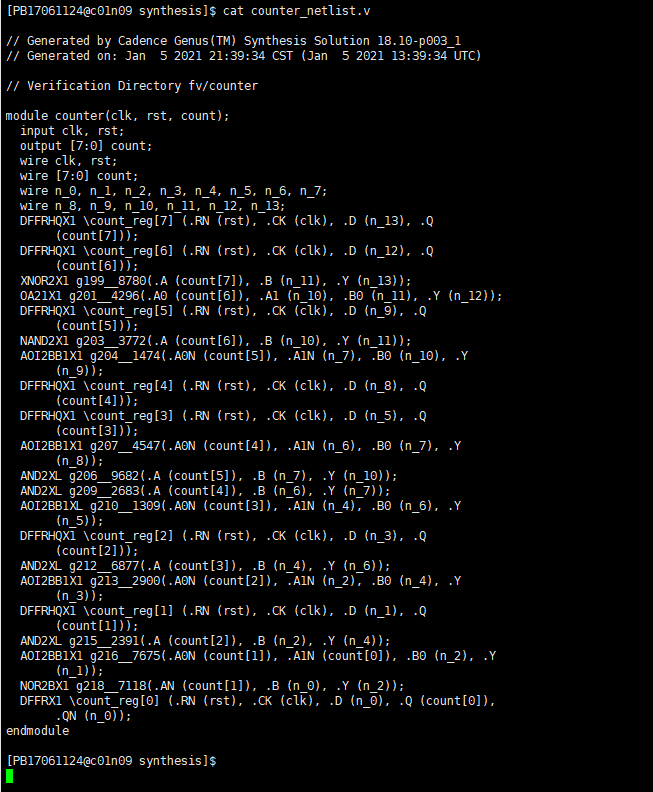 [PB17061124@c01n09 synthesis]$ cat counter_netlist.v

// Generated by Cadence Genus(TM) Synthesis Solution 18.10-p003_1
// Generated on: Jan  5 2021 21:39:34 CST (Jan  5 2021 13:39:34 UTC)

// Verification Directory fv/counter

module counter(clk, rst, count);
  input clk, rst;
  output [7:0] count;
  wire clk, rst;
  wire [7:0] count;
  wire n_0, n_1, n_2, n_3, n_4, n_5, n_6, n_7;
  wire n_8, n_9, n_10, n_11, n_12, n_13;
  DFFRHQX1 \count_reg[7] (.RN (rst), .CK (clk), .D (n_13), .Q
       (count[7]));
  DFFRHQX1 \count_reg[6] (.RN (rst), .CK (clk), .D (n_12), .Q
       (count[6]));
  XNOR2X1 g199__8780(.A (count[7]), .B (n_11), .Y (n_13));
  OA21X1 g201__4296(.A0 (count[6]), .A1 (n_10), .B0 (n_11), .Y (n_12));
  DFFRHQX1 \count_reg[5] (.RN (rst), .CK (clk), .D (n_9), .Q
       (count[5]));
  NAND2X1 g203__3772(.A (count[6]), .B (n_10), .Y (n_11));
  AOI2BB1X1 g204__1474(.A0N (count[5]), .A1N (n_7), .B0 (n_10), .Y
       (n_9));
  DFFRHQX1 \count_reg[4] (.RN (rst), .CK (clk), .D (n_8), .Q
       (count[4]));
  DFFRHQX1 \count_reg[3] (.RN (rst), .CK (clk), .D (n_5), .Q
       (count[3]));
  AOI2BB1X1 g207__4547(.A0N (count[4]), .A1N (n_6), .B0 (n_7), .Y
       (n_8));
  AND2XL g206__9682(.A (count[5]), .B (n_7), .Y (n_10));
  AND2XL g209__2683(.A (count[4]), .B (n_6), .Y (n_7));
  AOI2BB1XL g210__1309(.A0N (count[3]), .A1N (n_4), .B0 (n_6), .Y
       (n_5));
  DFFRHQX1 \count_reg[2] (.RN (rst), .CK (clk), .D (n_3), .Q
       (count[2]));
  AND2XL g212__6877(.A (count[3]), .B (n_4), .Y (n_6));
  AOI2BB1X1 g213__2900(.A0N (count[2]), .A1N (n_2), .B0 (n_4), .Y
       (n_3));
  DFFRHQX1 \count_reg[1] (.RN (rst), .CK (clk), .D (n_1), .Q
       (count[1]));
  AND2XL g215__2391(.A (count[2]), .B (n_2), .Y (n_4));
  AOI2BB1X1 g216__7675(.A0N (count[1]), .A1N (count[0]), .B0 (n_2), .Y
       (n_1));
  NOR2BX1 g218__7118(.AN (count[1]), .B (n_0), .Y (n_2));
  DFFRX1 \count_reg[0] (.RN (rst), .CK (clk), .D (n_0), .Q (count[0]),
       .QN (n_0));
endmodule

[PB17061124@c01n09 synthesis]$